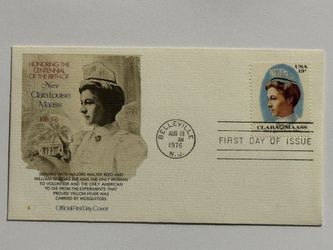 HONORING THE
CENTENNIAL
OF THE BIRTH OF
Nurse
Clara Louise
Maass
1876-1976
SERVING WITH MAJORS WALTER REED AND
WILLIAM GORGAS SHE WAS THE ONLY WOMAN
TO VOLUNTEER AND THE ONLY AMERICAN
TO DIE FROM THE EXPERIMENTS THAT
PROVED YELLOW FEVER WAS
CARRIED BY MOSQUITOES.
Official First Day Cover
BELLEVILLE
AUG 18
AM
1976
N.J.
USA
13c
CLARA MAASS
FIRST DAY OF ISSUE